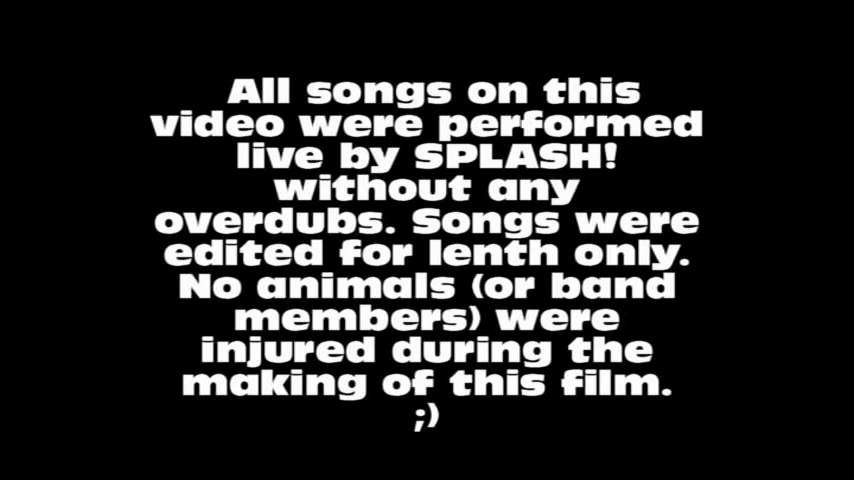 All songs on this
video were performed
live by SPLASH!
without any
overdubs. Songs were
edited for lenth only.
No animals (or band
members) were
injured during the
making of this film.
;)